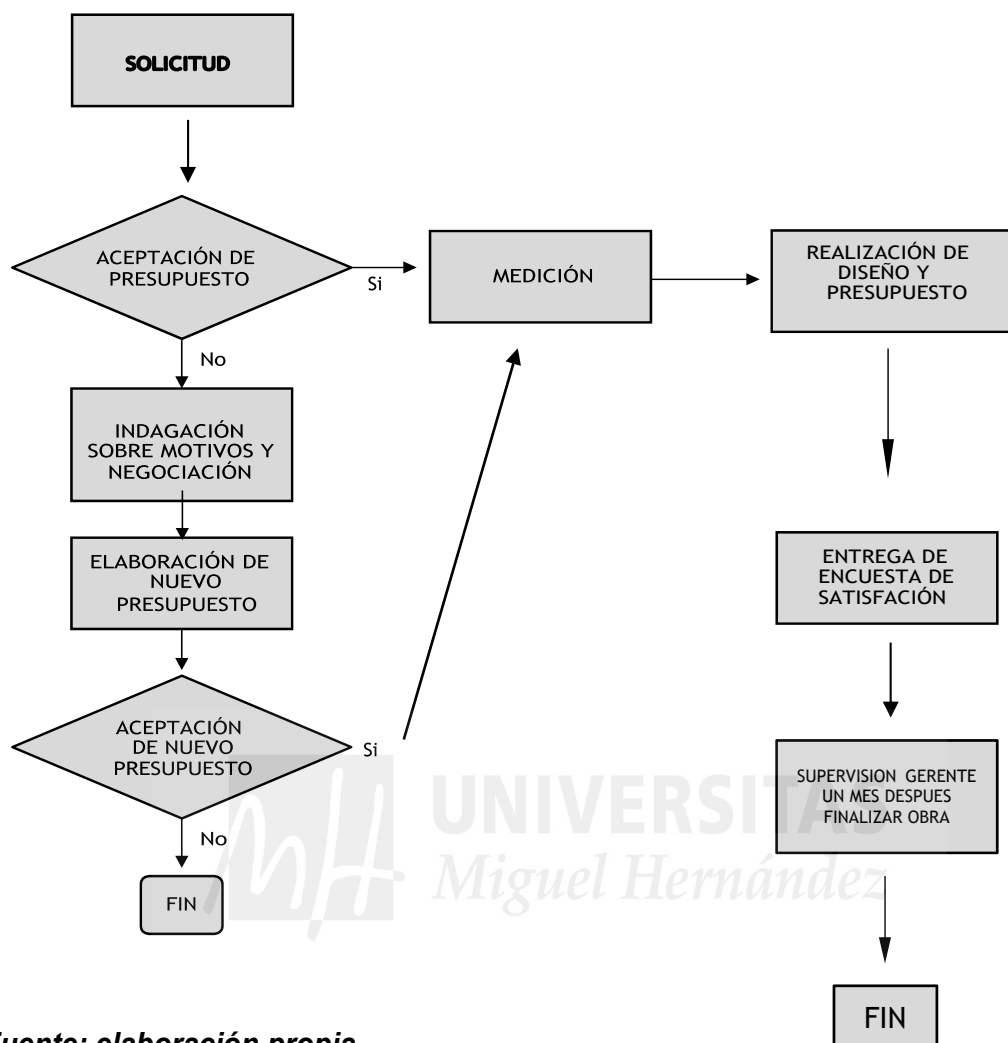 SOLICITUD
ACEPTACIÓN DE
PRESUPUESTO
Si
No
MEDICIÓN
REALIZACIÓN DE
DISEÑO Y
PRESUPUESTO
INDAGACIÓN
SOBRE MOTIVOS Y
NEGOCIACIÓN
ELABORACIÓN DE
NUEVO
PRESUPUESTO
ACEPTACIÓN
DE NUEVO
PRESUPUESTO
Si
No
FIN
ENTREGA DE
ENCUESTA DE
SATISFACIÓN
SUPERVISION GERENTE
UN MES DESPUES
FINALIZAR OBRA
FIN
UNIVERSITAS
Miguel Hernández
Fuente: elaboración propia